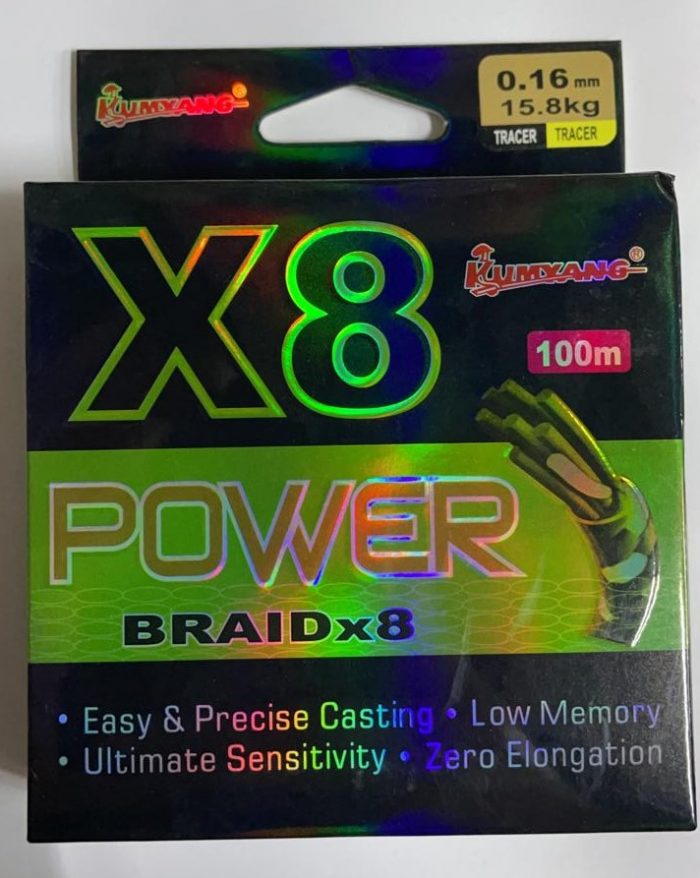 KUMYANG®
0.16 mm
15.8kg
TRACER TRACER
X8
KUMYANG®
100m
POWER
BRAIDx8
• Easy & Precise Casting • Low Memory
• Ultimate Sensitivity • Zero Elongation